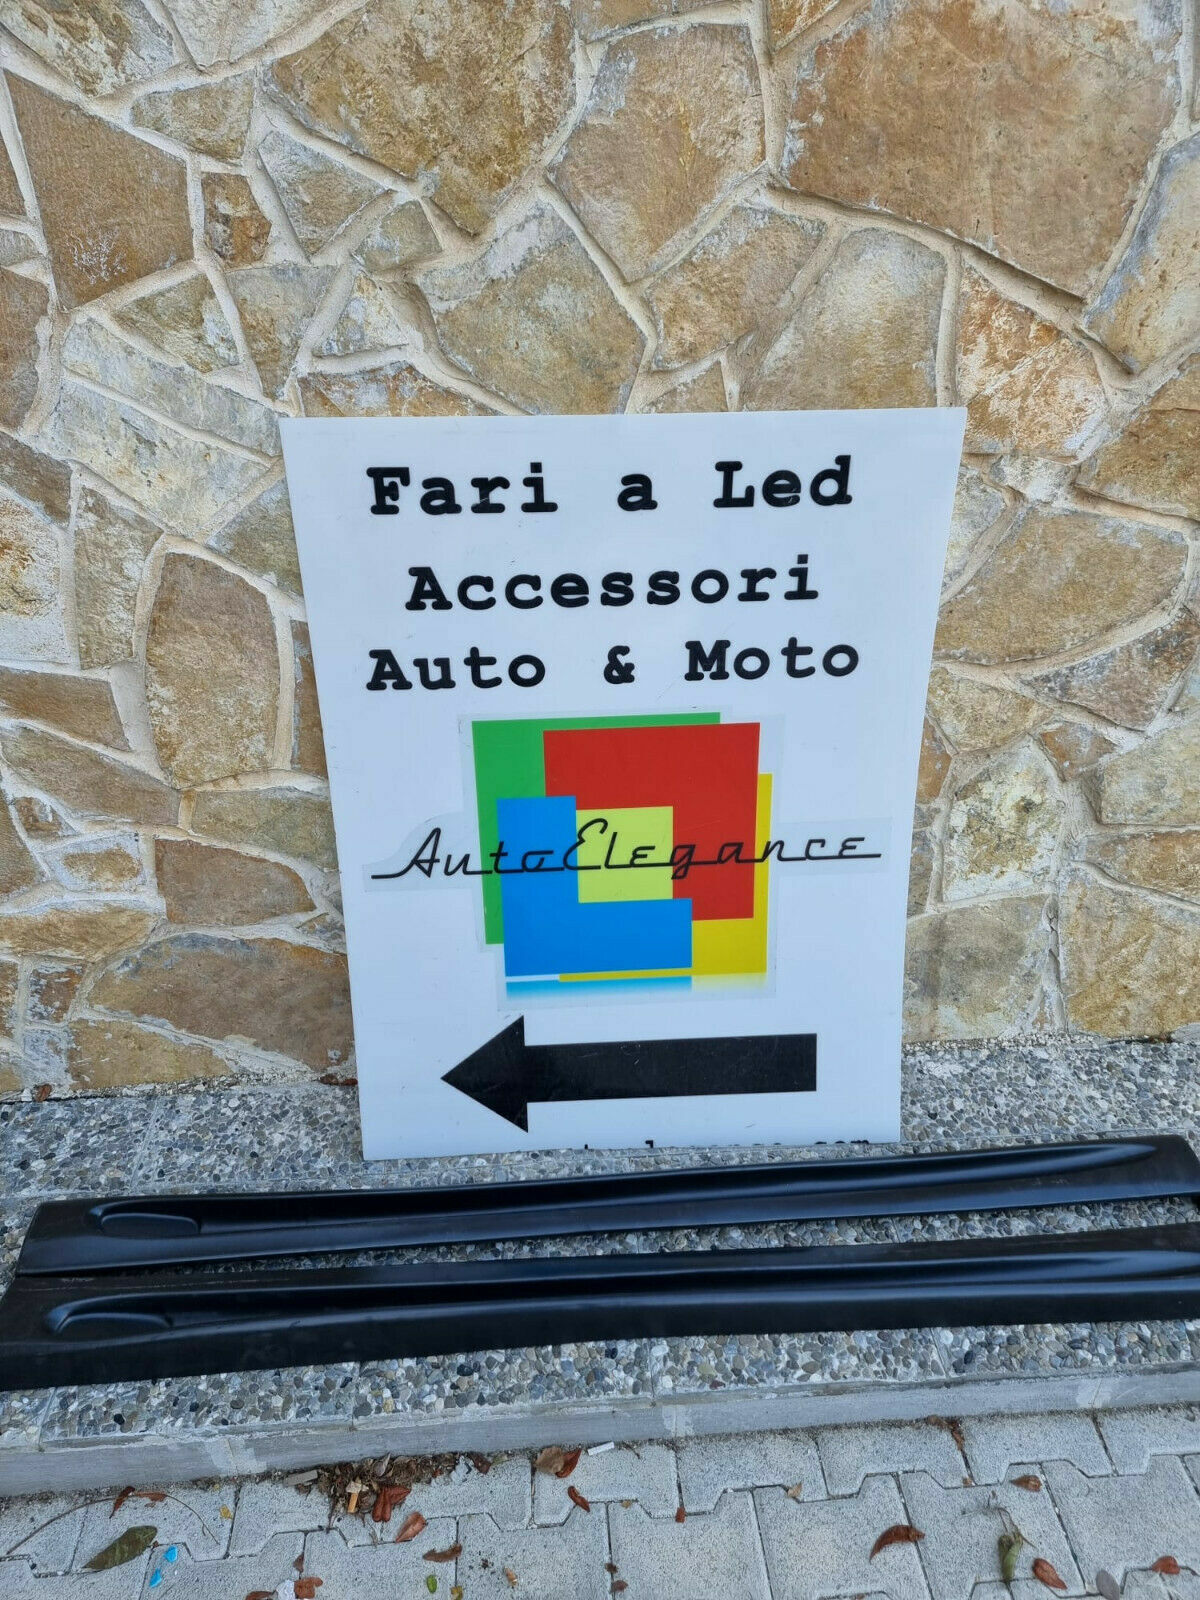 Fari a Led
Accessori
Auto & Moto
AutoElegance